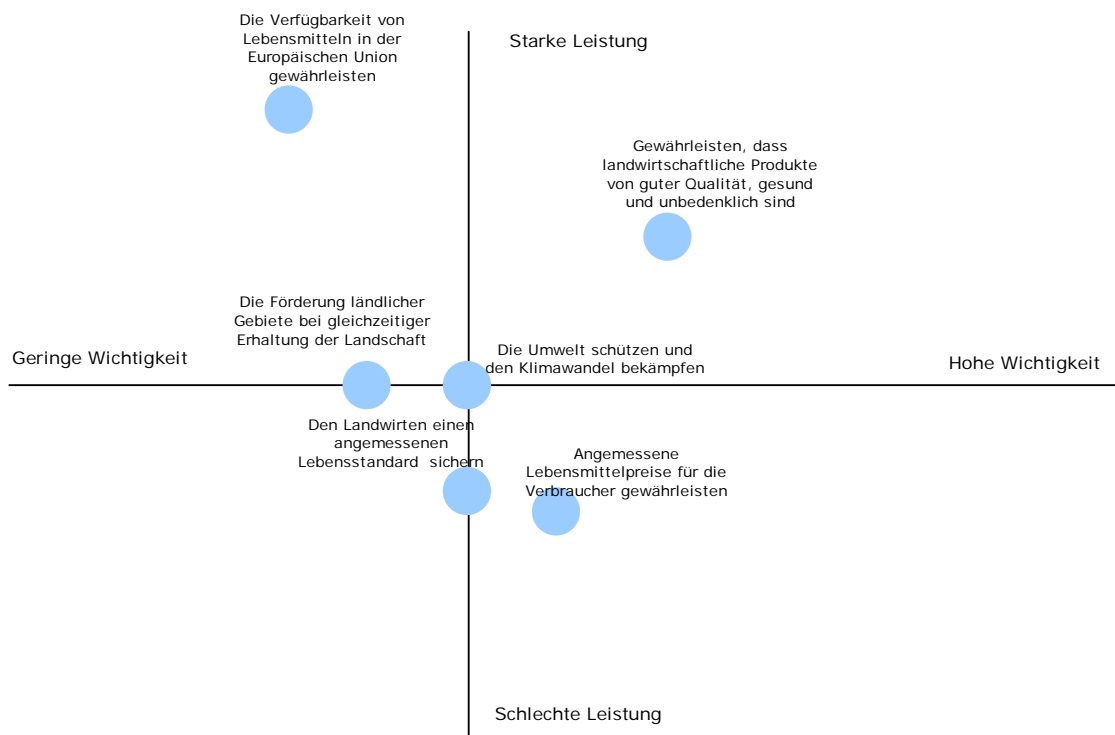 Die Verfügbarkeit von
Lebensmitteln in der
Europäischen Union
gewährleisten
Starke Leistung
Gewährleisten, dass
landwirtschaftliche Produkte
von guter Qualität, gesund
und unbedenklich sind
Die Förderung ländlicher
Gebiete bei gleichzeitiger
Erhaltung der Landschaft
Geringe Wichtigkeit
Die Umwelt schützen und
den Klimawandel bekämpfen
Hohe Wichtigkeit
Den Landwirten einen
angemessenen
Lebensstandard sichern
Angemessene
Lebensmittelpreise für die
Verbraucher gewährleisten
Schlechte Leistung